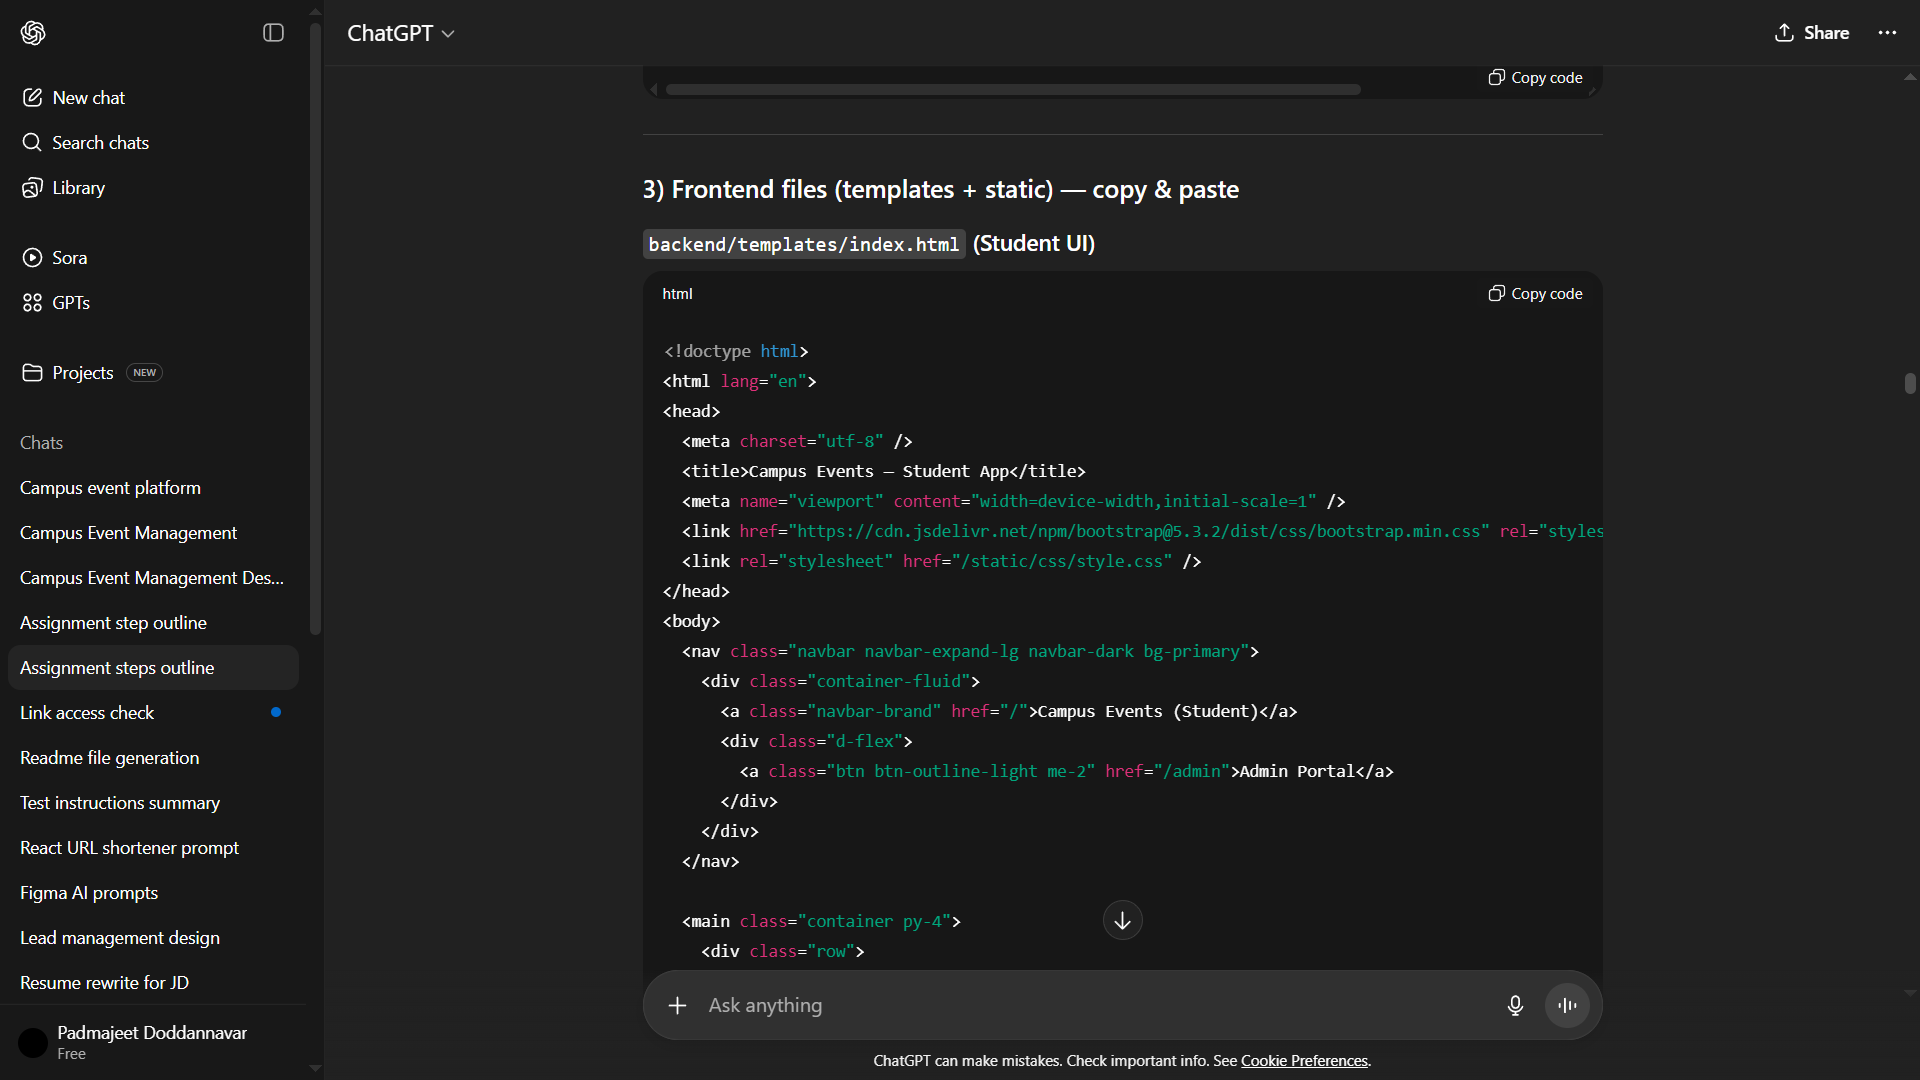 ChatGPT
Share
New chat
Search chats
Library
Sora
GPTs
Projects NEW
Chats
Campus event platform
Campus Event Management
Campus Event Management Des...
Assignment step outline
Assignment steps outline
Link access check
Readme file generation
Test instructions summary
React URL shortener prompt
Figma AI prompts
Lead management design
Resume rewrite for JD
Padmajeet Doddannavar
Free
Copy code
3) Frontend files (templates + static) — copy & paste
backend/templates/index.html (Student UI)
html
Copy code
<!doctype html>
<html lang="en">
<head>
  <meta charset="utf-8" />
  <title>Campus Events — Student App</title>
  <meta name="viewport" content="width=device-width,initial-scale=1" />
  <link href="https://cdn.jsdelivr.net/npm/bootstrap@5.3.2/dist/css/bootstrap.min.css" rel="styles
  <link rel="stylesheet" href="/static/css/style.css" />
</head>
<body>
  <nav class="navbar navbar-expand-lg navbar-dark bg-primary">
    <div class="container-fluid">
      <a class="navbar-brand" href="/">Campus Events (Student)</a>
      <div class="d-flex">
        <a class="btn btn-outline-light me-2" href="/admin">Admin Portal</a>
      </div>
    </div>
  </nav>
  <main class="container py-4">
    <div class="row">
Ask anything
ChatGPT can make mistakes. Check important info. See Cookie Preferences.